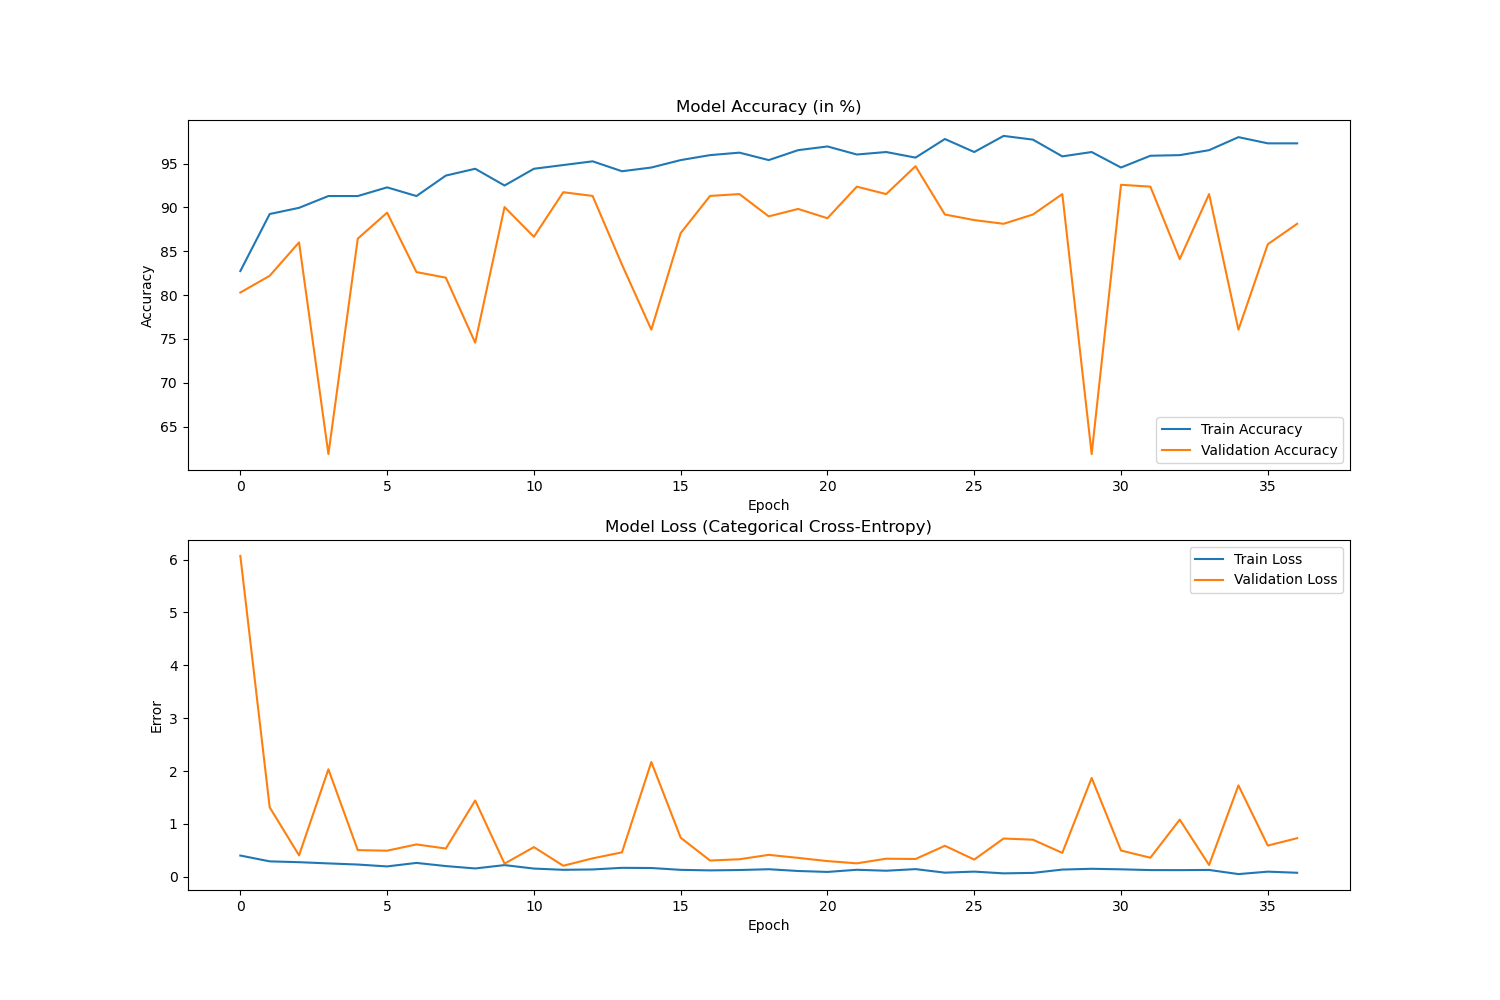 Model Accuracy (in %)
95
90
85
80
75
70
65
Accuracy
Train Accuracy
Validation Accuracy
0 5 10 15 20 25 30 35
Epoch
Model Loss (Categorical Cross-Entropy)
6
5
4
3
2
1
0
Error
Train Loss
Validation Loss
0 5 10 15 20 25 30 35
Epoch